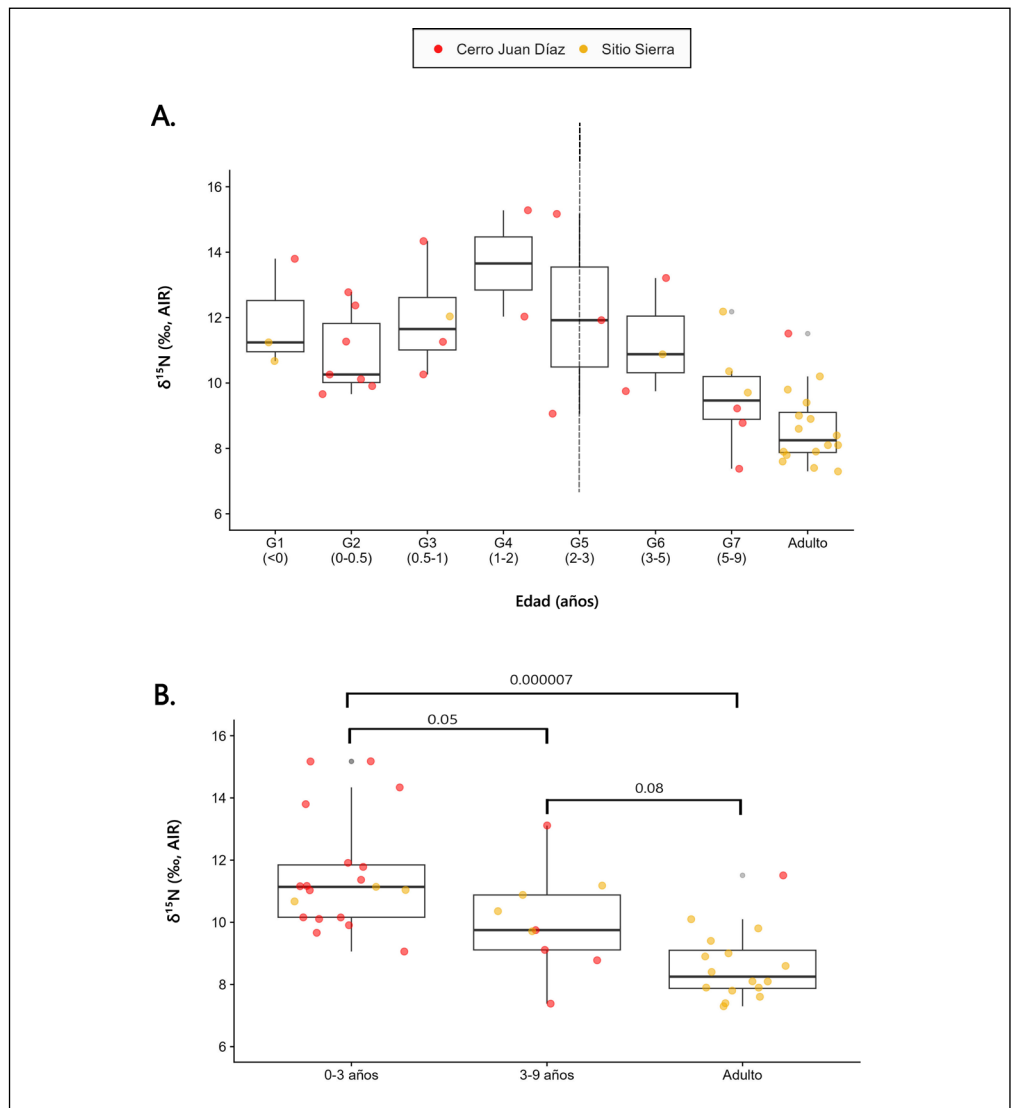 Cerro Juan Díaz Sitio Sierra
A.
δ¹⁵N (‰, AIR)
16
14
12
10
8
6
G1 G2 G3 G4 G5 G6 G7 Adulto
(<0) (0-0.5) (0.5-1) (1-2) (2-3) (3-5) (5-9)
Edad (años)
B.
0.000007
0.05
0.08
δ¹⁵N (‰, AIR)
16
14
12
10
8
6
0-3 años 3-9 años Adulto